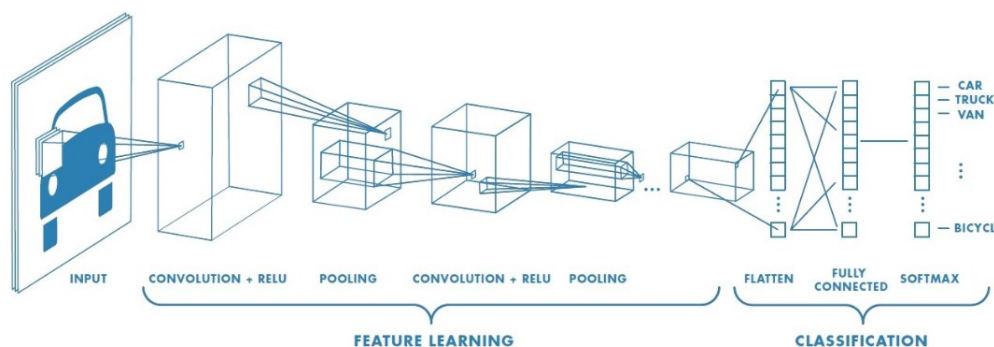 CAR
TRUCK
VAN
BICYCL
INPUT
CONVOLUTION + RELU
POOLING
CONVOLUTION + RELU
POOLING
FLATTEN
FULLY
CONNECTED
SOFTMAX
FEATURE LEARNING
CLASSIFICATION